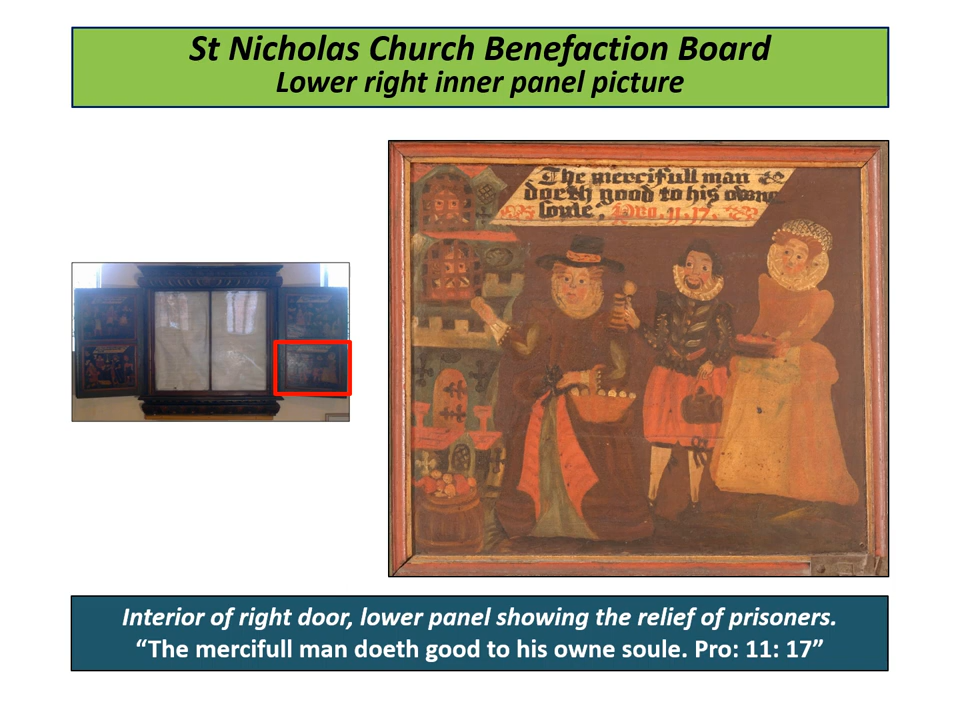 St Nicholas Church Benefaction Board
Lower right inner panel picture
The mercifull man
doeth good to his owne
soule, Pro. 11. 17.
Interior of right door, lower panel showing the relief of prisoners.
“The mercifull man doeth good to his owne soule. Pro: 11: 17”